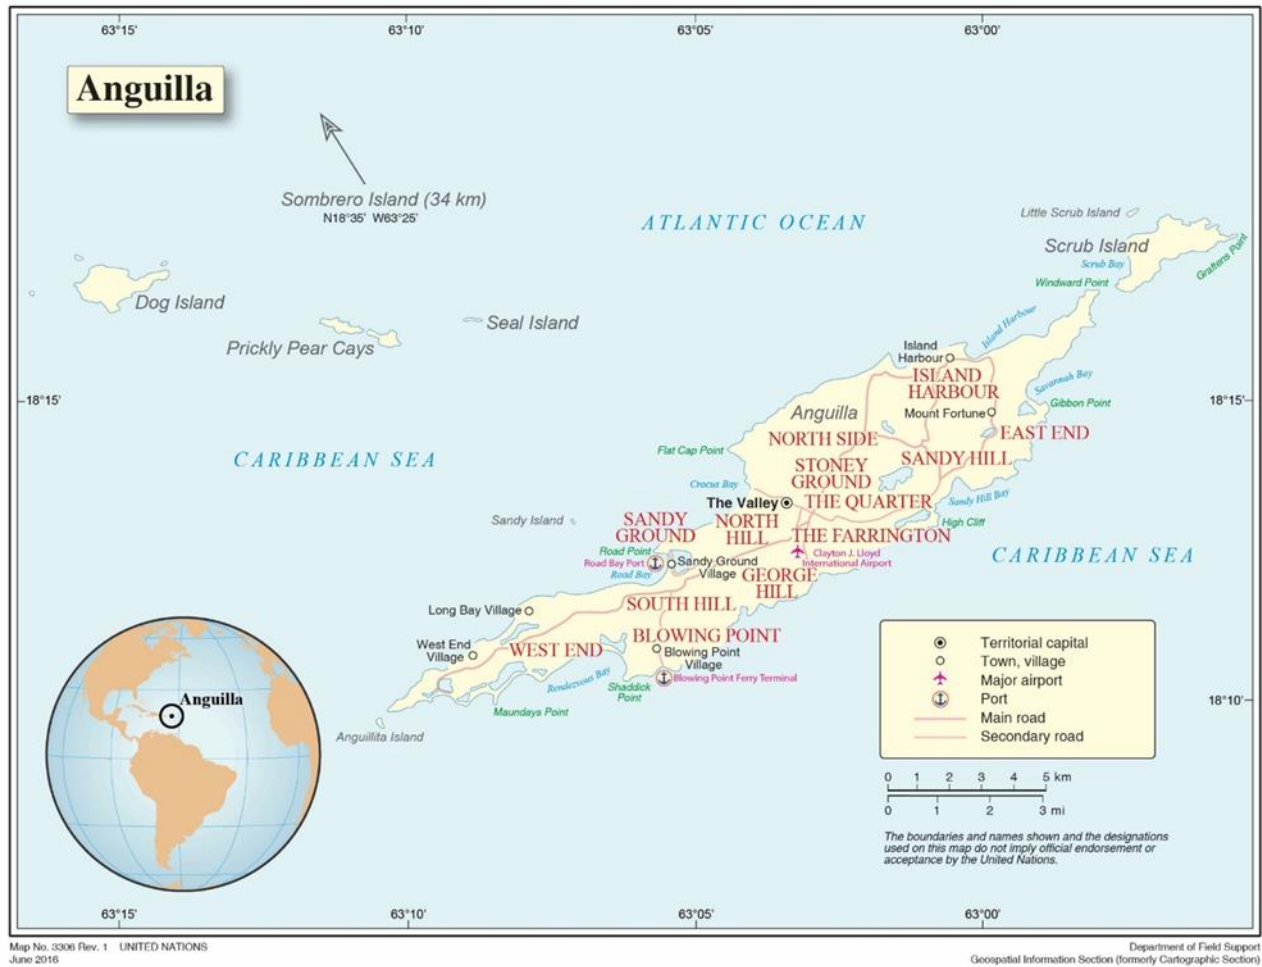 63°15'
63°10'
63°05'
63°00'
Anguilla
Sombrero Island (34 km)
N18°35' W63°25'
ATLANTIC OCEAN
Little Scrub Island
Scrub Island
Scrub Bay
Graftens Point
Windward Point
Dog Island
Seal Island
Prickly Pear Cays
Island Harbour
Island
Harbour
ISLAND
HARBOUR
Savannah Bay
18°15'
18°15'
Gibbon Point
Mount Fortune
Anguilla
EAST END
NORTH SIDE
Flat Cap Point
CARIBBEAN SEA
SANDY HILL
STONEY
GROUND
Crocus Bay
The Valley
THE QUARTER
Sandy Hill Bay
Sandy Island
SANDY
GROUND
NORTH
HILL
High Cliff
THE FARRINGTON
Road Point
Road Bay Port
Road Bay
Sandy Ground
Village
Clayton J. Lloyd
International Airport
CARIBBEAN SEA
GEORGE
HILL
Long Bay Village
SOUTH HILL
West End
Village
WEST END
BLOWING POINT
Blowing Point
Village
Rendezvous Bay
Shaddick
Point
Blowing Point Ferry Terminal
Maundays Point
Anguillita Island
18°10'
Anguilla
Territorial capital
Town, village
Major airport
Port
Main road
Secondary road
0 1 2 3 4 5 km
0 1 2 3 mi
The boundaries and names shown and the designations
used on this map do not imply official endorsement or
acceptance by the United Nations.
63°15'
63°10'
63°05'
63°00'
Map No. 3306 Rev. 1 UNITED NATIONS
June 2016
Department of Field Support
Geospatial Information Section (formerly Cartographic Section)